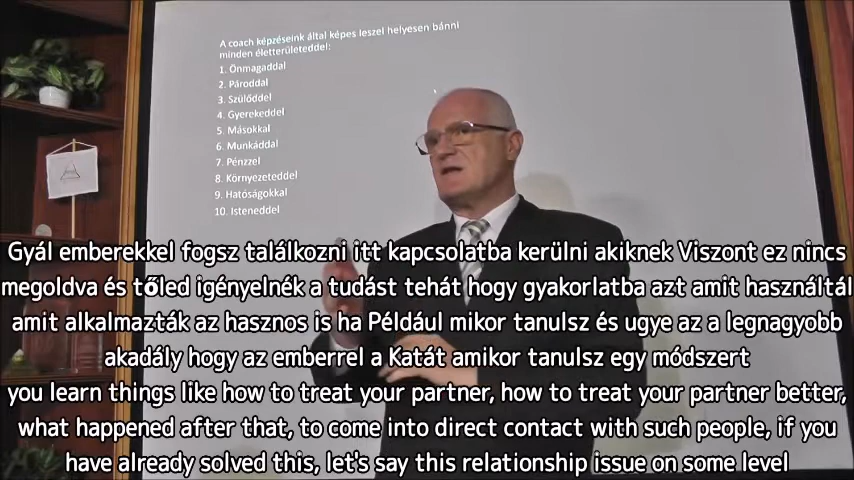 A coach képzéseink által képes leszel helyesen bánni
minden életterületeddel:
1. Önmagaddal
2. Pároddal
3. Szülőddel
4. Gyerekeddel
5. Másokkal
6. Munkáddal
7. Pénzzel
8. Környezeteddel
9. Hatóságokkal
10. Isteneddel
Gyál emberekkel fogsz találkozni itt kapcsolatba kerülni akiknek Viszont ez nincs
megoldva és tőled igényelnék a tudást tehát hogy gyakorlatba azt amit használtál
amit alkalmazták az hasznos is ha Például mikor tanulsz és ugye az a legnagyobb
akadály hogy az emberrel a Katát amikor tanulsz egy módszert
you learn things like how to treat your partner, how to treat your partner better,
what happened after that, to come into direct contact with such people, if you
have already solved this, let's say this relationship issue on some level